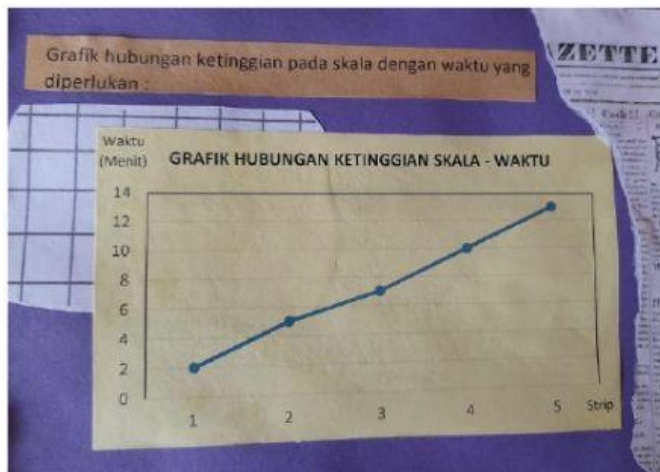 Grafik hubungan ketinggian pada skala dengan waktu yang
diperlukan :
ZETTE
Waktu
(Menit)
GRAFIK HUBUNGAN KETINGGIAN SKALA - WAKTU
14
12
10
8
6
4
2
0
1
2
3
4
5
Strip